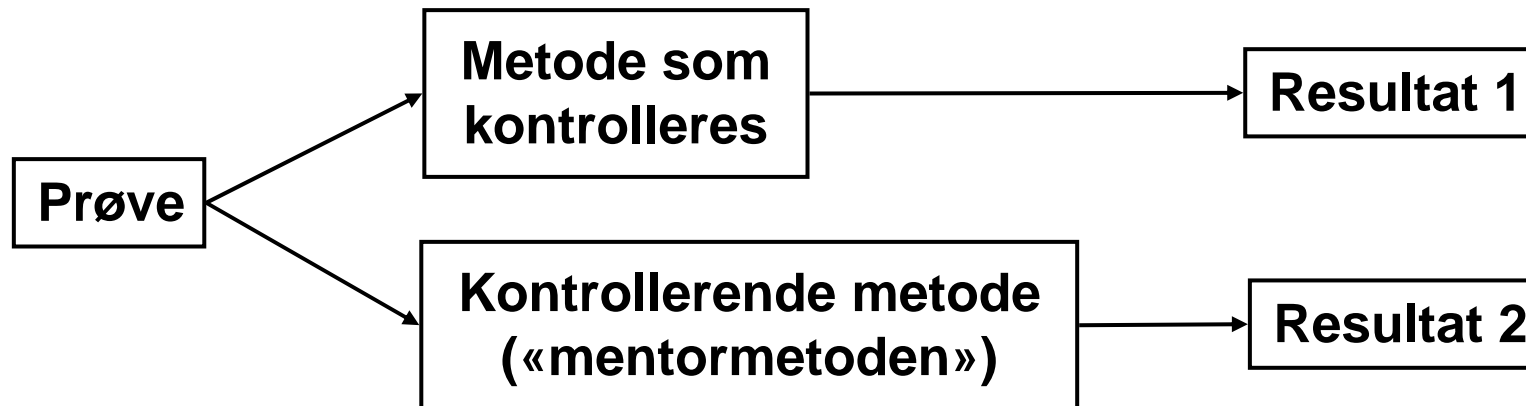 Metode som
kontrolleres
Resultat 1
Prøve
Kontrollerende metode
(«mentormetoden»)
Resultat 2